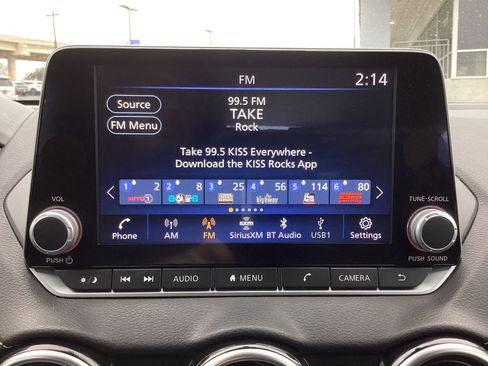 FM 2:14
Source
99.5 FM
TAKE
Rock
FM Menu
Take 99.5 KISS Everywhere -
Download the KISS Rocks App
1 2 2 8 3 25 4 56 5 114 6 80
highway
VOL
TUNE·SCROLL
Phone AM FM SiriusXM BT Audio USB1 Settings
sxm
PUSH
PUSH SOUND
AUDIO MENU CAMERA